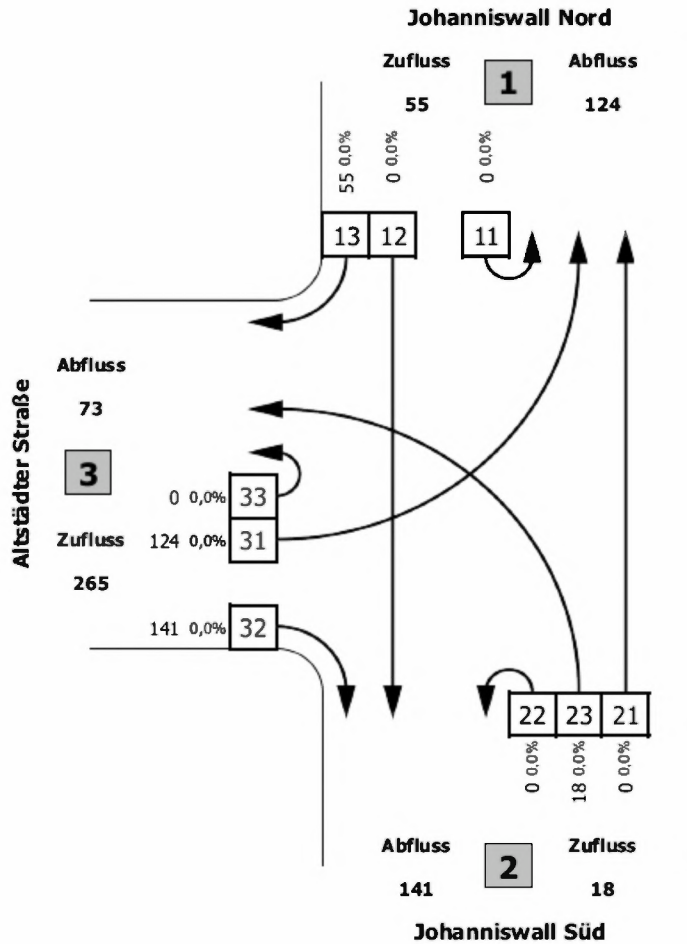 Johanniswall Nord
Zufluss 1 Abfluss
55 124
55 0,0%
0 0,0%
0 0,0%
13 12 11
Abfluss
73
Altstädter Straße
3
0 0,0% 33
Zufluss 124 0,0% 31
265
141 0,0% 32
22 23 21
0 0,0%
18 0,0%
0 0,0%
Abfluss 2 Zufluss
141 18
Johanniswall Süd